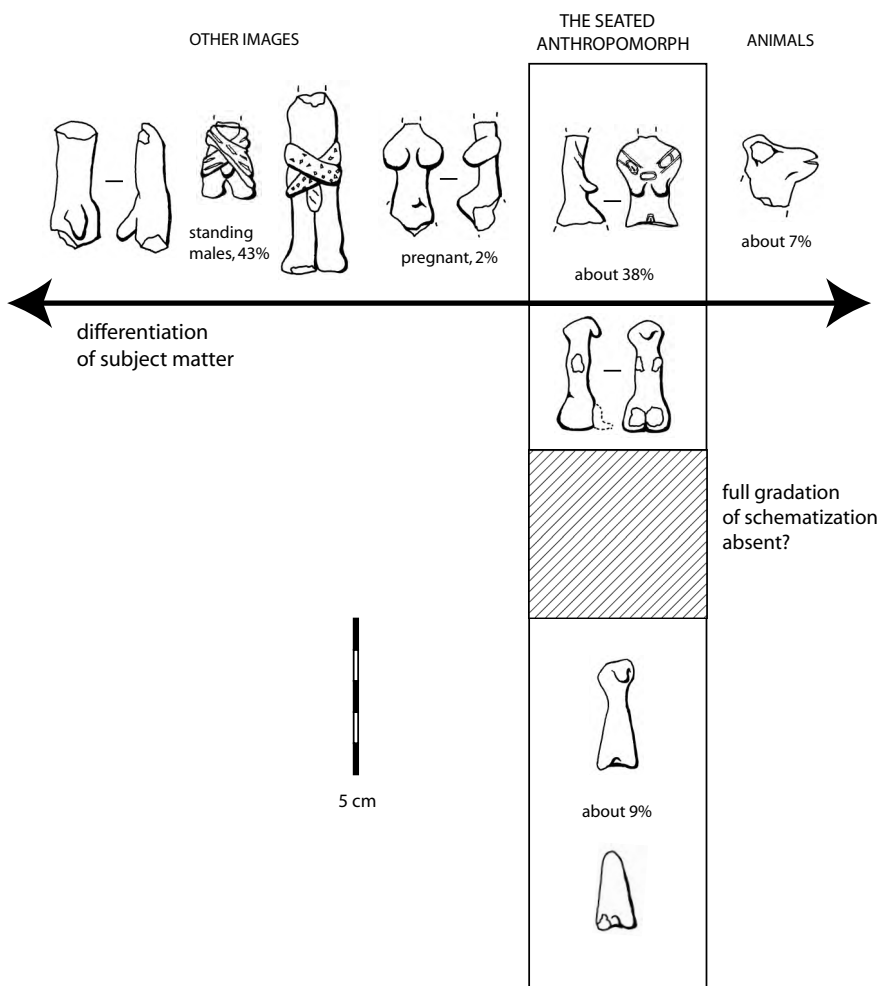 OTHER IMAGES
THE SEATED
ANTHROPOMORPH
ANIMALS
standing
males, 43%
pregnant, 2%
about 38%
about 7%
differentiation
of subject matter
full gradation
of schematization
absent?
5 cm
about 9%